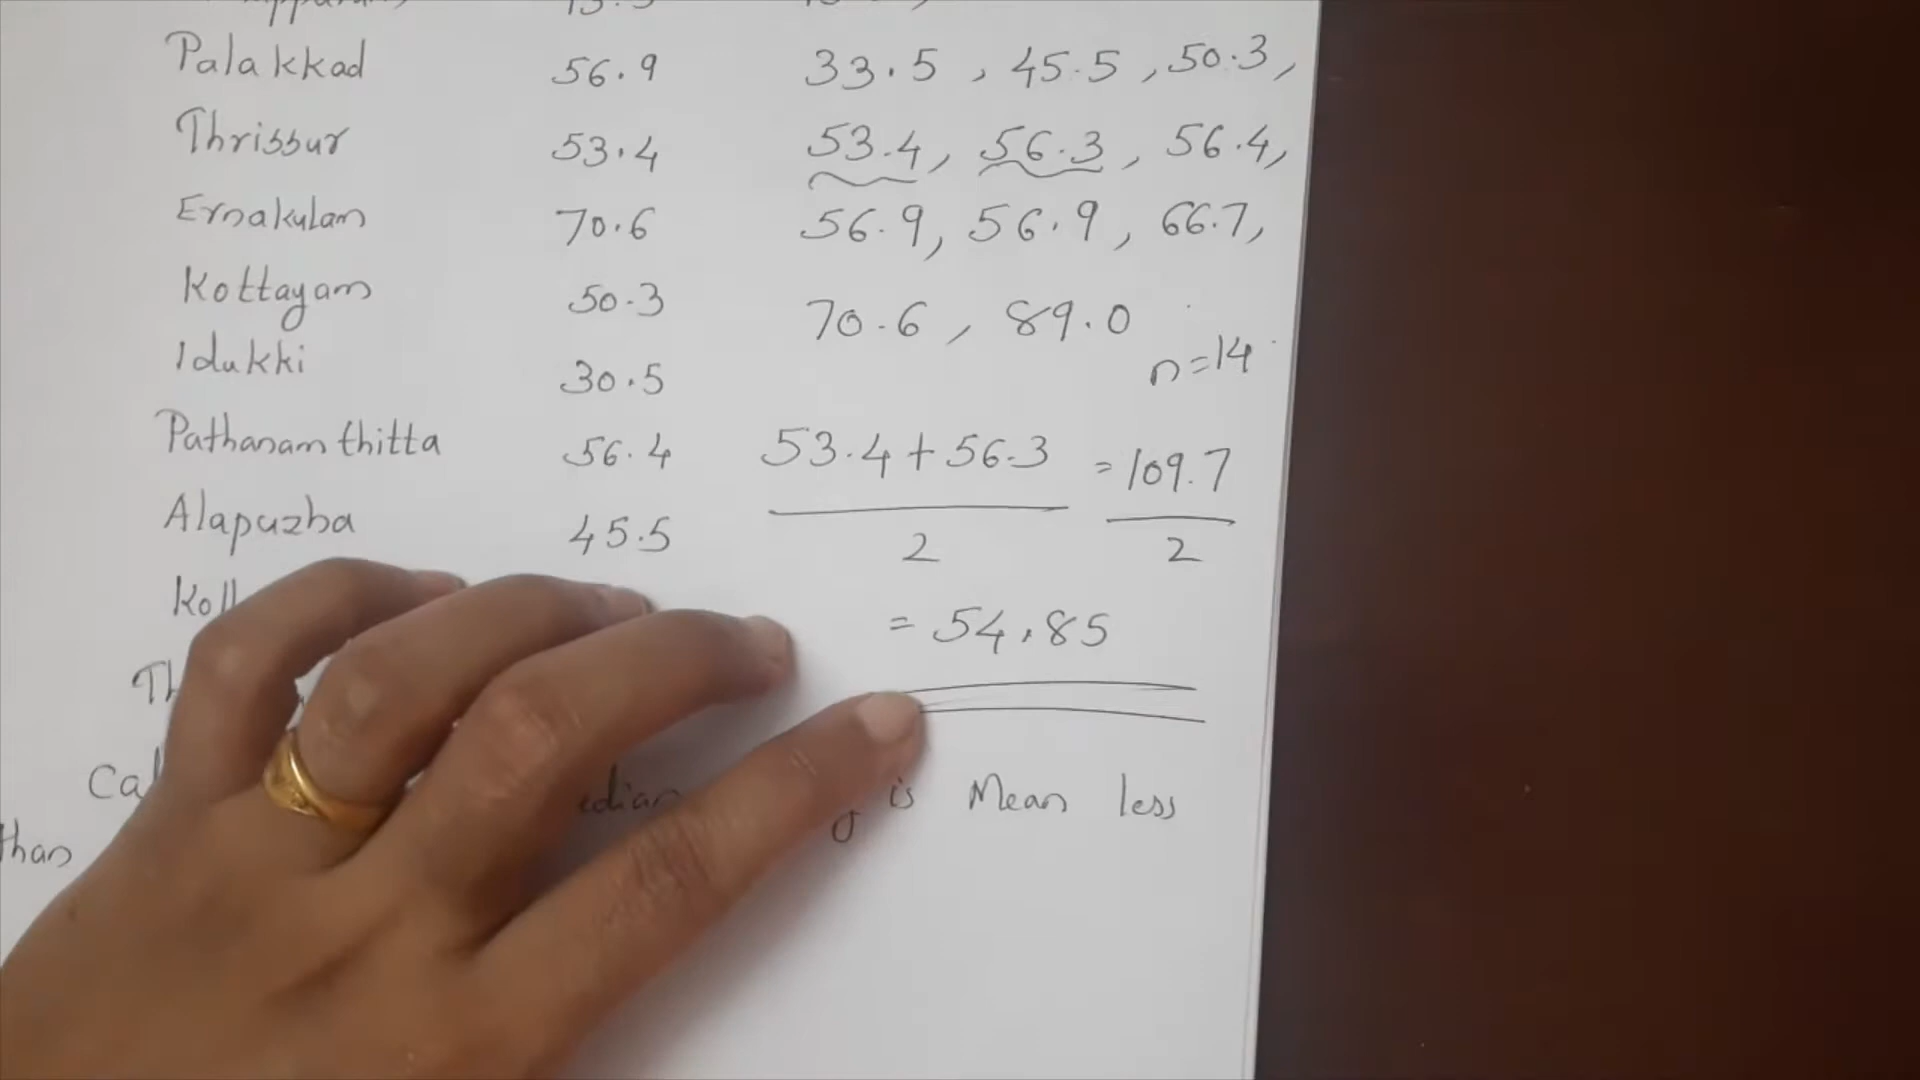 Palakkad 56.9 33.5, 45.5, 50.3,
Thrissur 53.4 53.4, 56.3, 56.4,
Ernakulam 70.6 56.9, 56.9, 66.7,
Kottayam 50.3 70.6, 89.0
Idukki 30.5 n=14
Pathanamthitta 56.4 53.4+56.3 = 109.7
Alapuzha 45.5 2 2
= 54.85
is Mean less
than